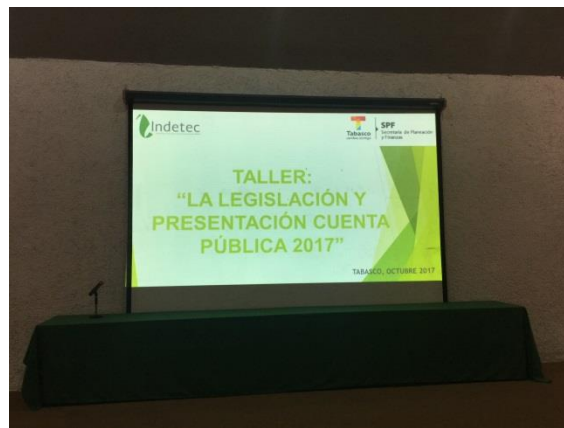 Indetec
Tabasco
SPF
Secretaría de Planeación
y Finanzas
TALLER:
“LA LEGISLACIÓN Y
PRESENTACIÓN CUENTA
PÚBLICA 2017”
TABASCO, OCTUBRE 2017